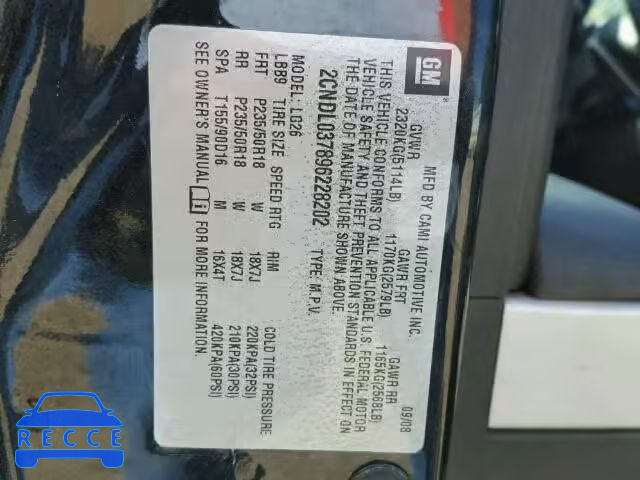 GM
®
MFD BY CAMI AUTOMOTIVE INC. 09/08
GVWR GAWR FRT GAWR RR
2320KG(5114LB) 1170KG(2579LB) 1165KG(2568LB)
THIS VEHICLE CONFORMS TO ALL APPLICABLE U.S. FEDERAL MOTOR
VEHICLE SAFETY AND THEFT PREVENTION STANDARDS IN EFFECT ON
THE DATE OF MANUFACTURE SHOWN ABOVE.
2CNDL037896228202 TYPE: M.P.V.
MODEL: LG26
LBB9 TIRE SIZE SPEED RTG RIM COLD TIRE PRESSURE
FRT P235/50R18 W 18X7J 220KPA(32PSI)
RR P235/50R18 W 18X7J 210KPA(30PSI)
SPA T155/90D16 M 16X4T 420KPA(60PSI)
SEE OWNER'S MANUAL FOR MORE INFORMATION
RECCE